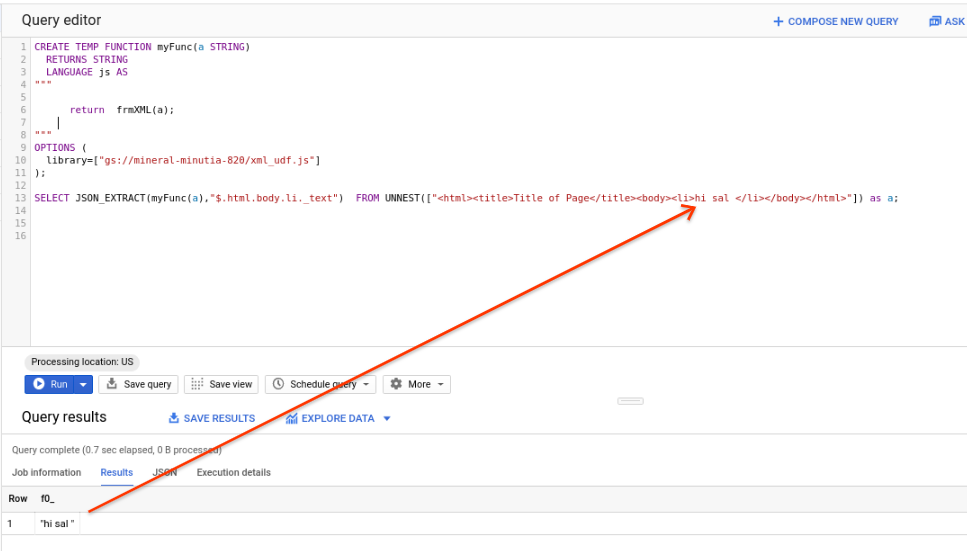 Query editor
+ COMPOSE NEW QUERY
ASK
1 CREATE TEMP FUNCTION myFunc(a STRING)
2 RETURNS STRING
3 LANGUAGE js AS
4 """
5
6 return frmXML(a);
7
8 """
9 OPTIONS (
10 library=["gs://mineral-minutia-820/xml_udf.js"]
11 );
12
13 SELECT JSON_EXTRACT(myFunc(a),"$.html.body.li._text") FROM UNNEST(["<html><title>Title of Page</title><body><li>hi sal </li></body></html>"]) as a;
14
15
16
Processing location: US
Run
Save query
Save view
Schedule query
More
Query results
SAVE RESULTS
EXPLORE DATA
Query complete (0.7 sec elapsed, 0 B processed)
Job information
Results
JSON
Execution details
Row f0_
1 "hi sal "